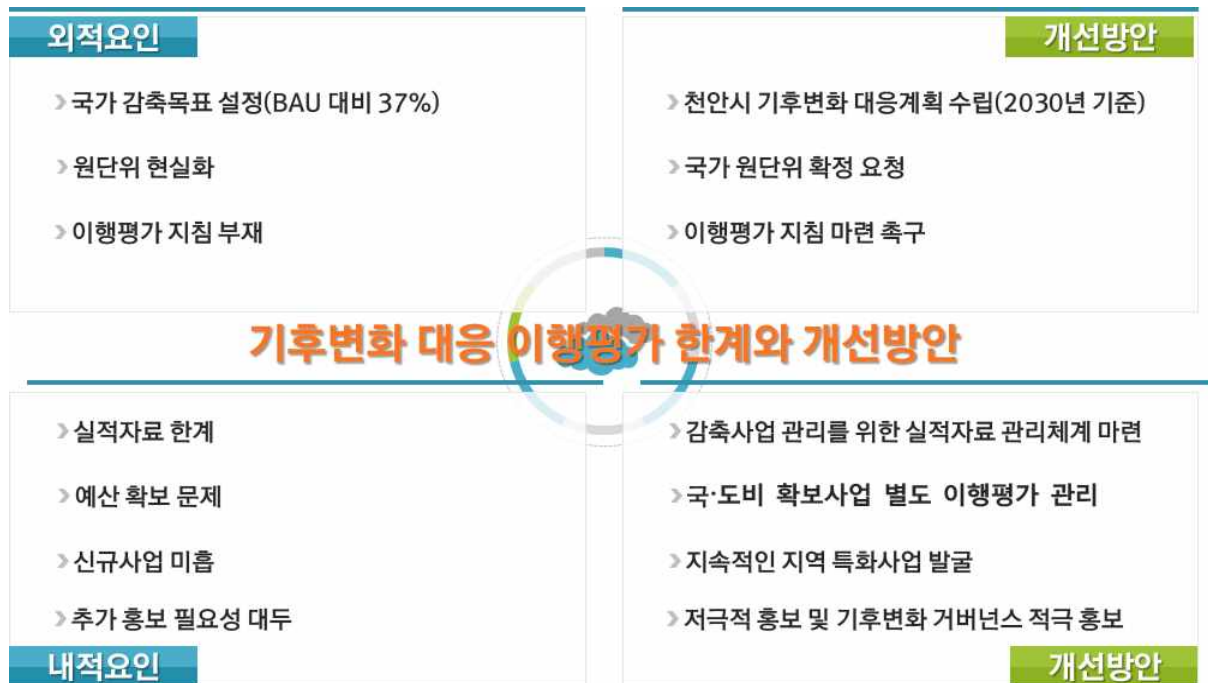 외적요인
개선방안
국가 감축목표 설정(BAU 대비 37%)
천안시 기후변화 대응계획 수립(2030년 기준)
원단위 현실화
국가 원단위 확정 요청
이행평가 지침 부재
이행평가 지침 마련 촉구
기후변화 대응 이행평가 한계와 개선방안
실적자료 한계
감축사업 관리를 위한 실적자료 관리체계 마련
예산 확보 문제
국·도비 확보사업 별도 이행평가 관리
신규사업 미흡
지속적인 지역 특화사업 발굴
추가 홍보 필요성 대두
저극적 홍보 및 기후변화 거버넌스 적극 홍보
내적요인
개선방안